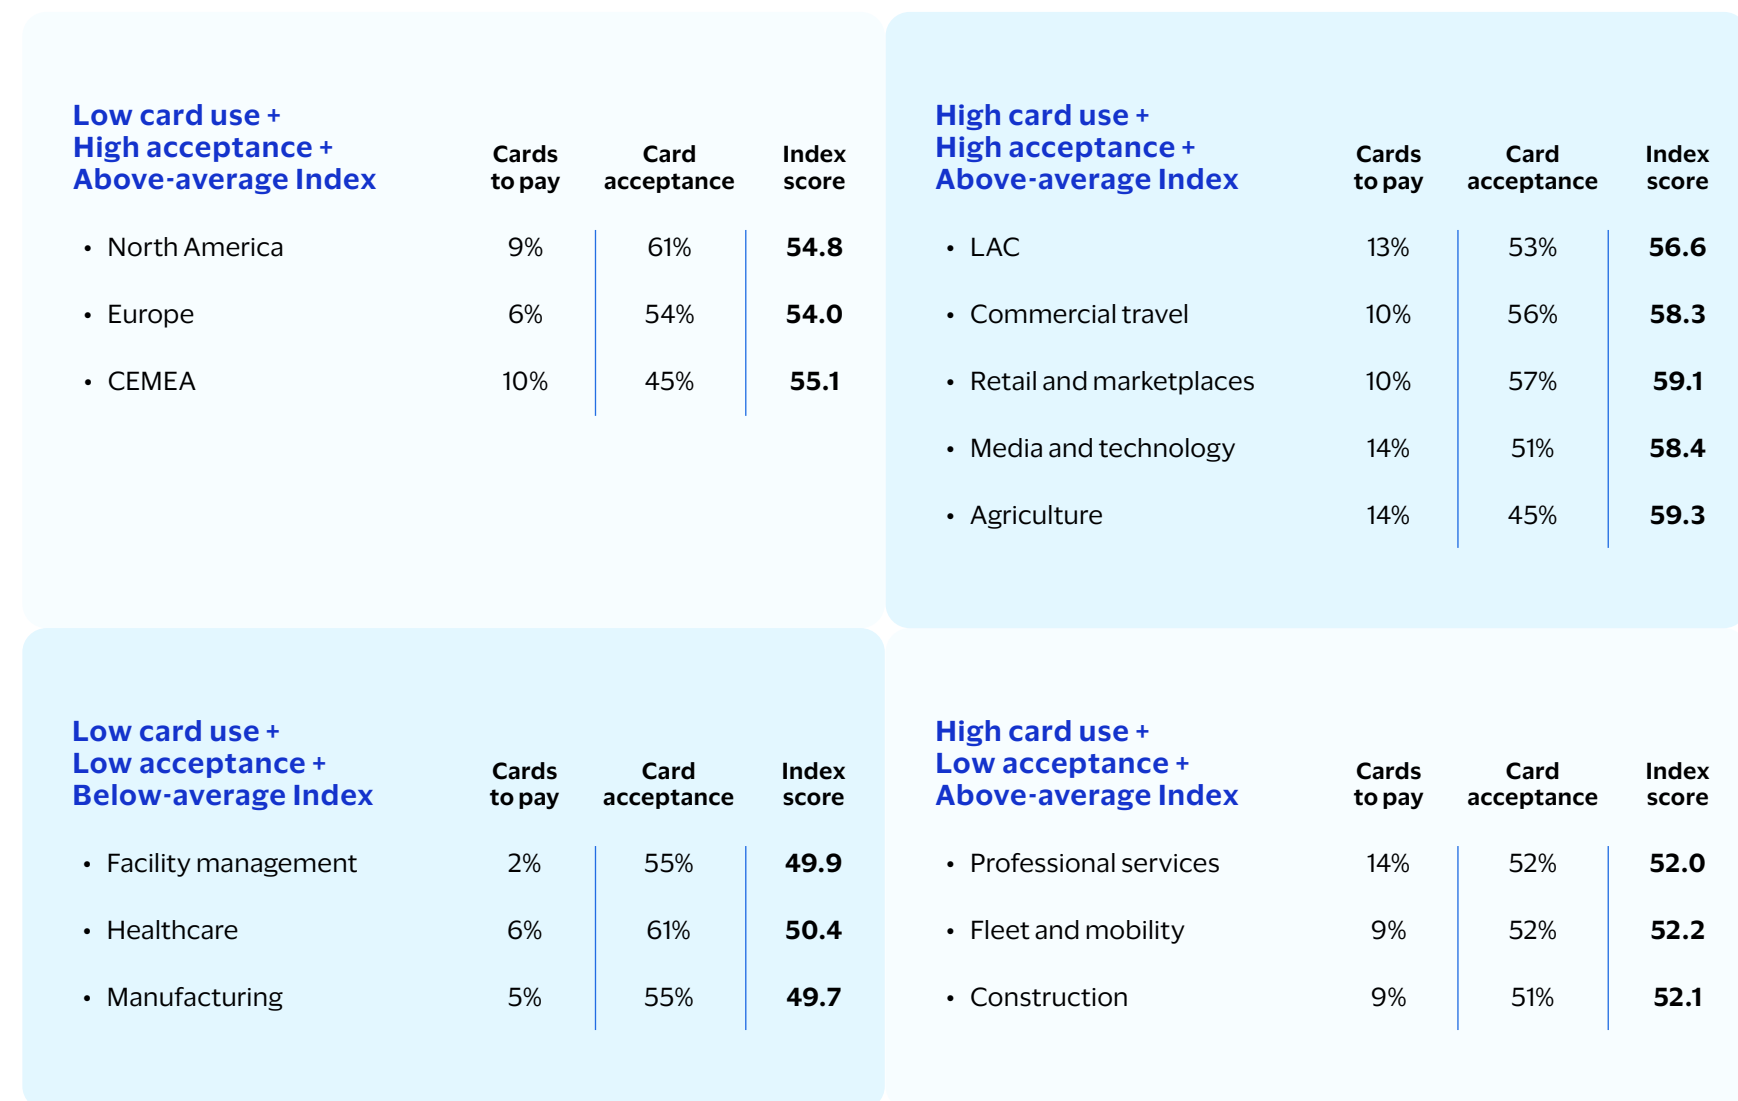 Low card use +
High acceptance +
Above-average Index
Cards to pay
Card acceptance
Index score
• North America 9% 61% 54.8
• Europe 6% 54% 54.0
• CEMEA 10% 45% 55.1
High card use +
High acceptance +
Above-average Index
Cards to pay
Card acceptance
Index score
• LAC 13% 53% 56.6
• Commercial travel 10% 56% 58.3
• Retail and marketplaces 10% 57% 59.1
• Media and technology 14% 51% 58.4
• Agriculture 14% 45% 59.3
Low card use +
Low acceptance +
Below-average Index
Cards to pay
Card acceptance
Index score
• Facility management 2% 55% 49.9
• Healthcare 6% 61% 50.4
• Manufacturing 5% 55% 49.7
High card use +
Low acceptance +
Above-average Index
Cards to pay
Card acceptance
Index score
• Professional services 14% 52% 52.0
• Fleet and mobility 9% 52% 52.2
• Construction 9% 51% 52.1